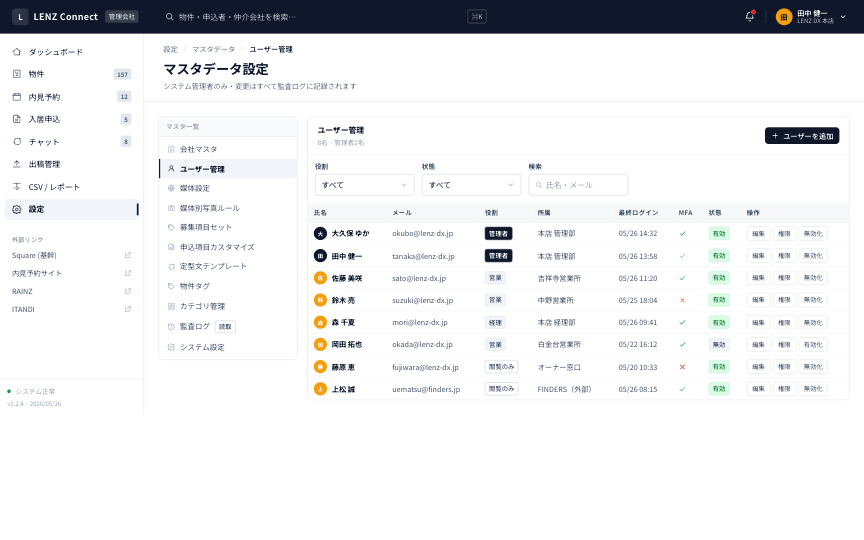 L LENZ Connect 管理会社 物件・申込者・仲介会社を検索… ⌘K 田 田中 健一
LENZ DX 本店
ダッシュボード
物件 157
内見予約 12
入居申込 5
チャット 8
出稿管理
CSV / レポート
設定
外部リンク
Square (基幹)
内見予約サイト
RAINZ
ITANDI
システム正常
v1.2.4 · 2026/05/26
設定 マスタデータ ユーザー管理
マスタデータ設定
システム管理者のみ・変更はすべて監査ログに記録されます
マスター覧
会社マスタ
ユーザー管理
媒体設定
媒体別写真ルール
募集項目セット
申込項目カスタマイズ
定型文テンプレート
物件タグ
カテゴリ管理
監査ログ 読取
システム設定
ユーザー管理
8名・管理者2名
＋ ユーザーを追加
役割 状態 検索
すべて すべて 氏名・メール
氏名 メール 役割 所属 最終ログイン MFA 状態 操作
大 大久保 ゆか okubo@lenz-dx.jp 管理者 本店 管理部 05/26 14:32 ✓ 有効 編集 権限 無効化
田 田中 健一 tanaka@lenz-dx.jp 管理者 本店 管理部 05/26 13:58 ✓ 有効 編集 権限 無効化
佐 佐藤 美咲 sato@lenz-dx.jp 営業 吉祥寺営業所 05/26 11:20 ✓ 有効 編集 権限 無効化
鈴 鈴木 亮 suzuki@lenz-dx.jp 営業 中野営業所 05/25 18:04 × 有効 編集 権限 無効化
森 森 千夏 mori@lenz-dx.jp 経理 本店 経理部 05/26 09:41 ✓ 有効 編集 権限 無効化
岡 岡田 拓也 okada@lenz-dx.jp 営業 白金台営業所 05/22 16:12 ✓ 無効 編集 権限 有効化
藤 藤原 恵 fujiwara@lenz-dx.jp 閲覧のみ オーナー窓口 05/20 10:33 × 有効 編集 権限 無効化
上 上松 誠 uematsu@finders.jp 閲覧のみ FINDERS（外部） 05/26 08:15 ✓ 有効 編集 権限 無効化